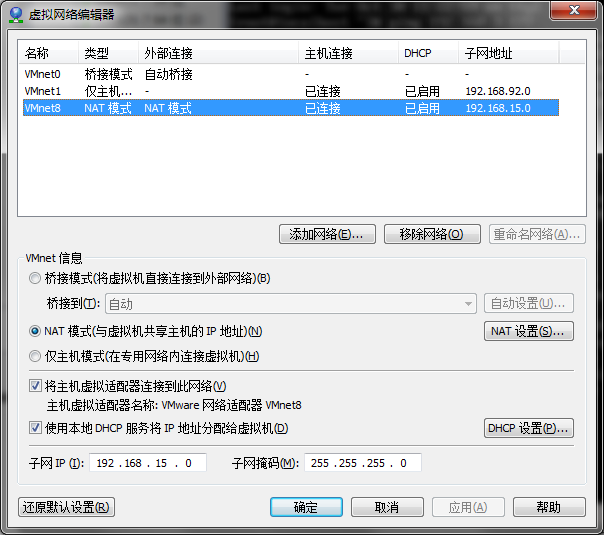 虚拟网络编辑器
名称 类型 外部连接 主机连接 DHCP 子网地址
VMnet0 桥接模式 自动桥接 - - -
VMnet1 仅主机... - 已连接 已启用 192.168.92.0
VMnet8 NAT 模式 NAT 模式 已连接 已启用 192.168.15.0
添加网络(E)... 移除网络(O) 重命名网络(A)...
VMnet 信息
桥接模式(将虚拟机直接连接到外部网络)(B)
桥接到(T): 自动 自动设置(U)...
NAT 模式(与虚拟机共享主机的 IP 地址)(N) NAT 设置(S)...
仅主机模式(在专用网络内连接虚拟机)(H)
将主机虚拟适配器连接到此网络(V)
主机虚拟适配器名称: VMware 网络适配器 VMnet8
使用本地 DHCP 服务将 IP 地址分配给虚拟机(D) DHCP 设置(P)...
子网 IP (I): 192 .168 . 15 . 0 子网掩码(M): 255 .255 .255 . 0
还原默认设置(R) 确定 取消 应用(A) 帮助